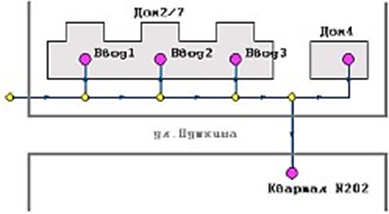 Дом2/7
Ввод1
Ввод2
Ввод3
Дом4
ул.Пушкина
Квартал N202